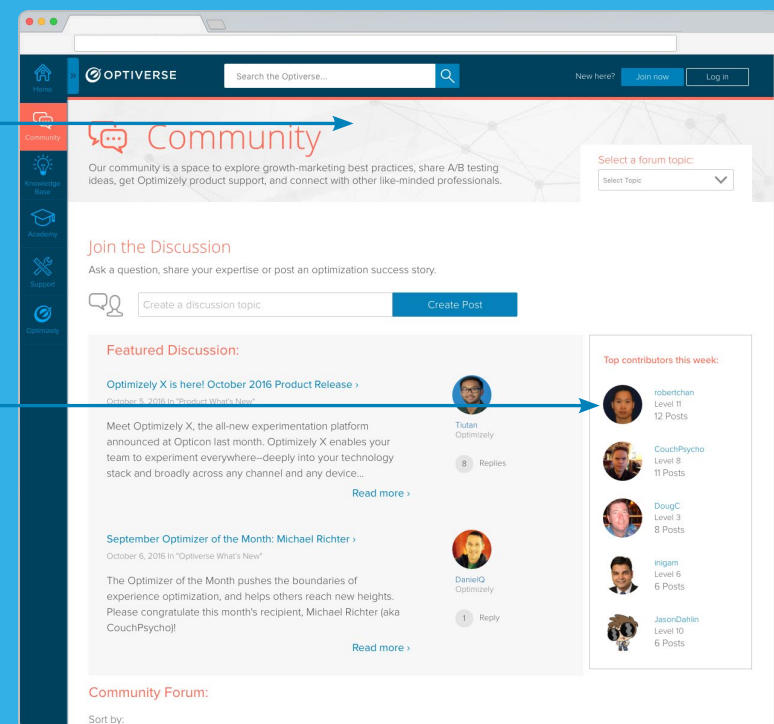 OPTIVERSE
Search the Optiverse...
New here?
Join now
Log in
Home
Community
Knowledge
Base
Academy
Support
Optimizely
Community
Our community is a space to explore growth-marketing best practices, share A/B testing
ideas, get Optimizely product support, and connect with other like-minded professionals.
Select a forum topic:
Select Topic
Join the Discussion
Ask a question, share your expertise or post an optimization success story.
Create a discussion topic
Create Post
Featured Discussion:
Optimizely X is here! October 2016 Product Release ›
October 5, 2016 In "Product What's New"
Meet Optimizely X, the all-new experimentation platform
announced at Opticon last month. Optimizely X enables your
team to experiment everywhere–deeply into your technology
stack and broadly across any channel and any device...
Read more ›
Tiutan
Optimizely
8 Replies
September Optimizer of the Month: Michael Richter ›
October 6, 2016 In "Optiverse What's New"
The Optimizer of the Month pushes the boundaries of
experience optimization, and helps others reach new heights.
Please congratulate this month's recipient, Michael Richter (aka
CouchPsycho)!
Read more ›
DanielQ
Optimizely
1 Reply
Top contributors this week:
robertchan
Level 11
12 Posts
CouchPsycho
Level 8
11 Posts
DougC
Level 3
8 Posts
inigam
Level 6
6 Posts
JasonDahlin
Level 10
6 Posts
Community Forum:
Sort by: